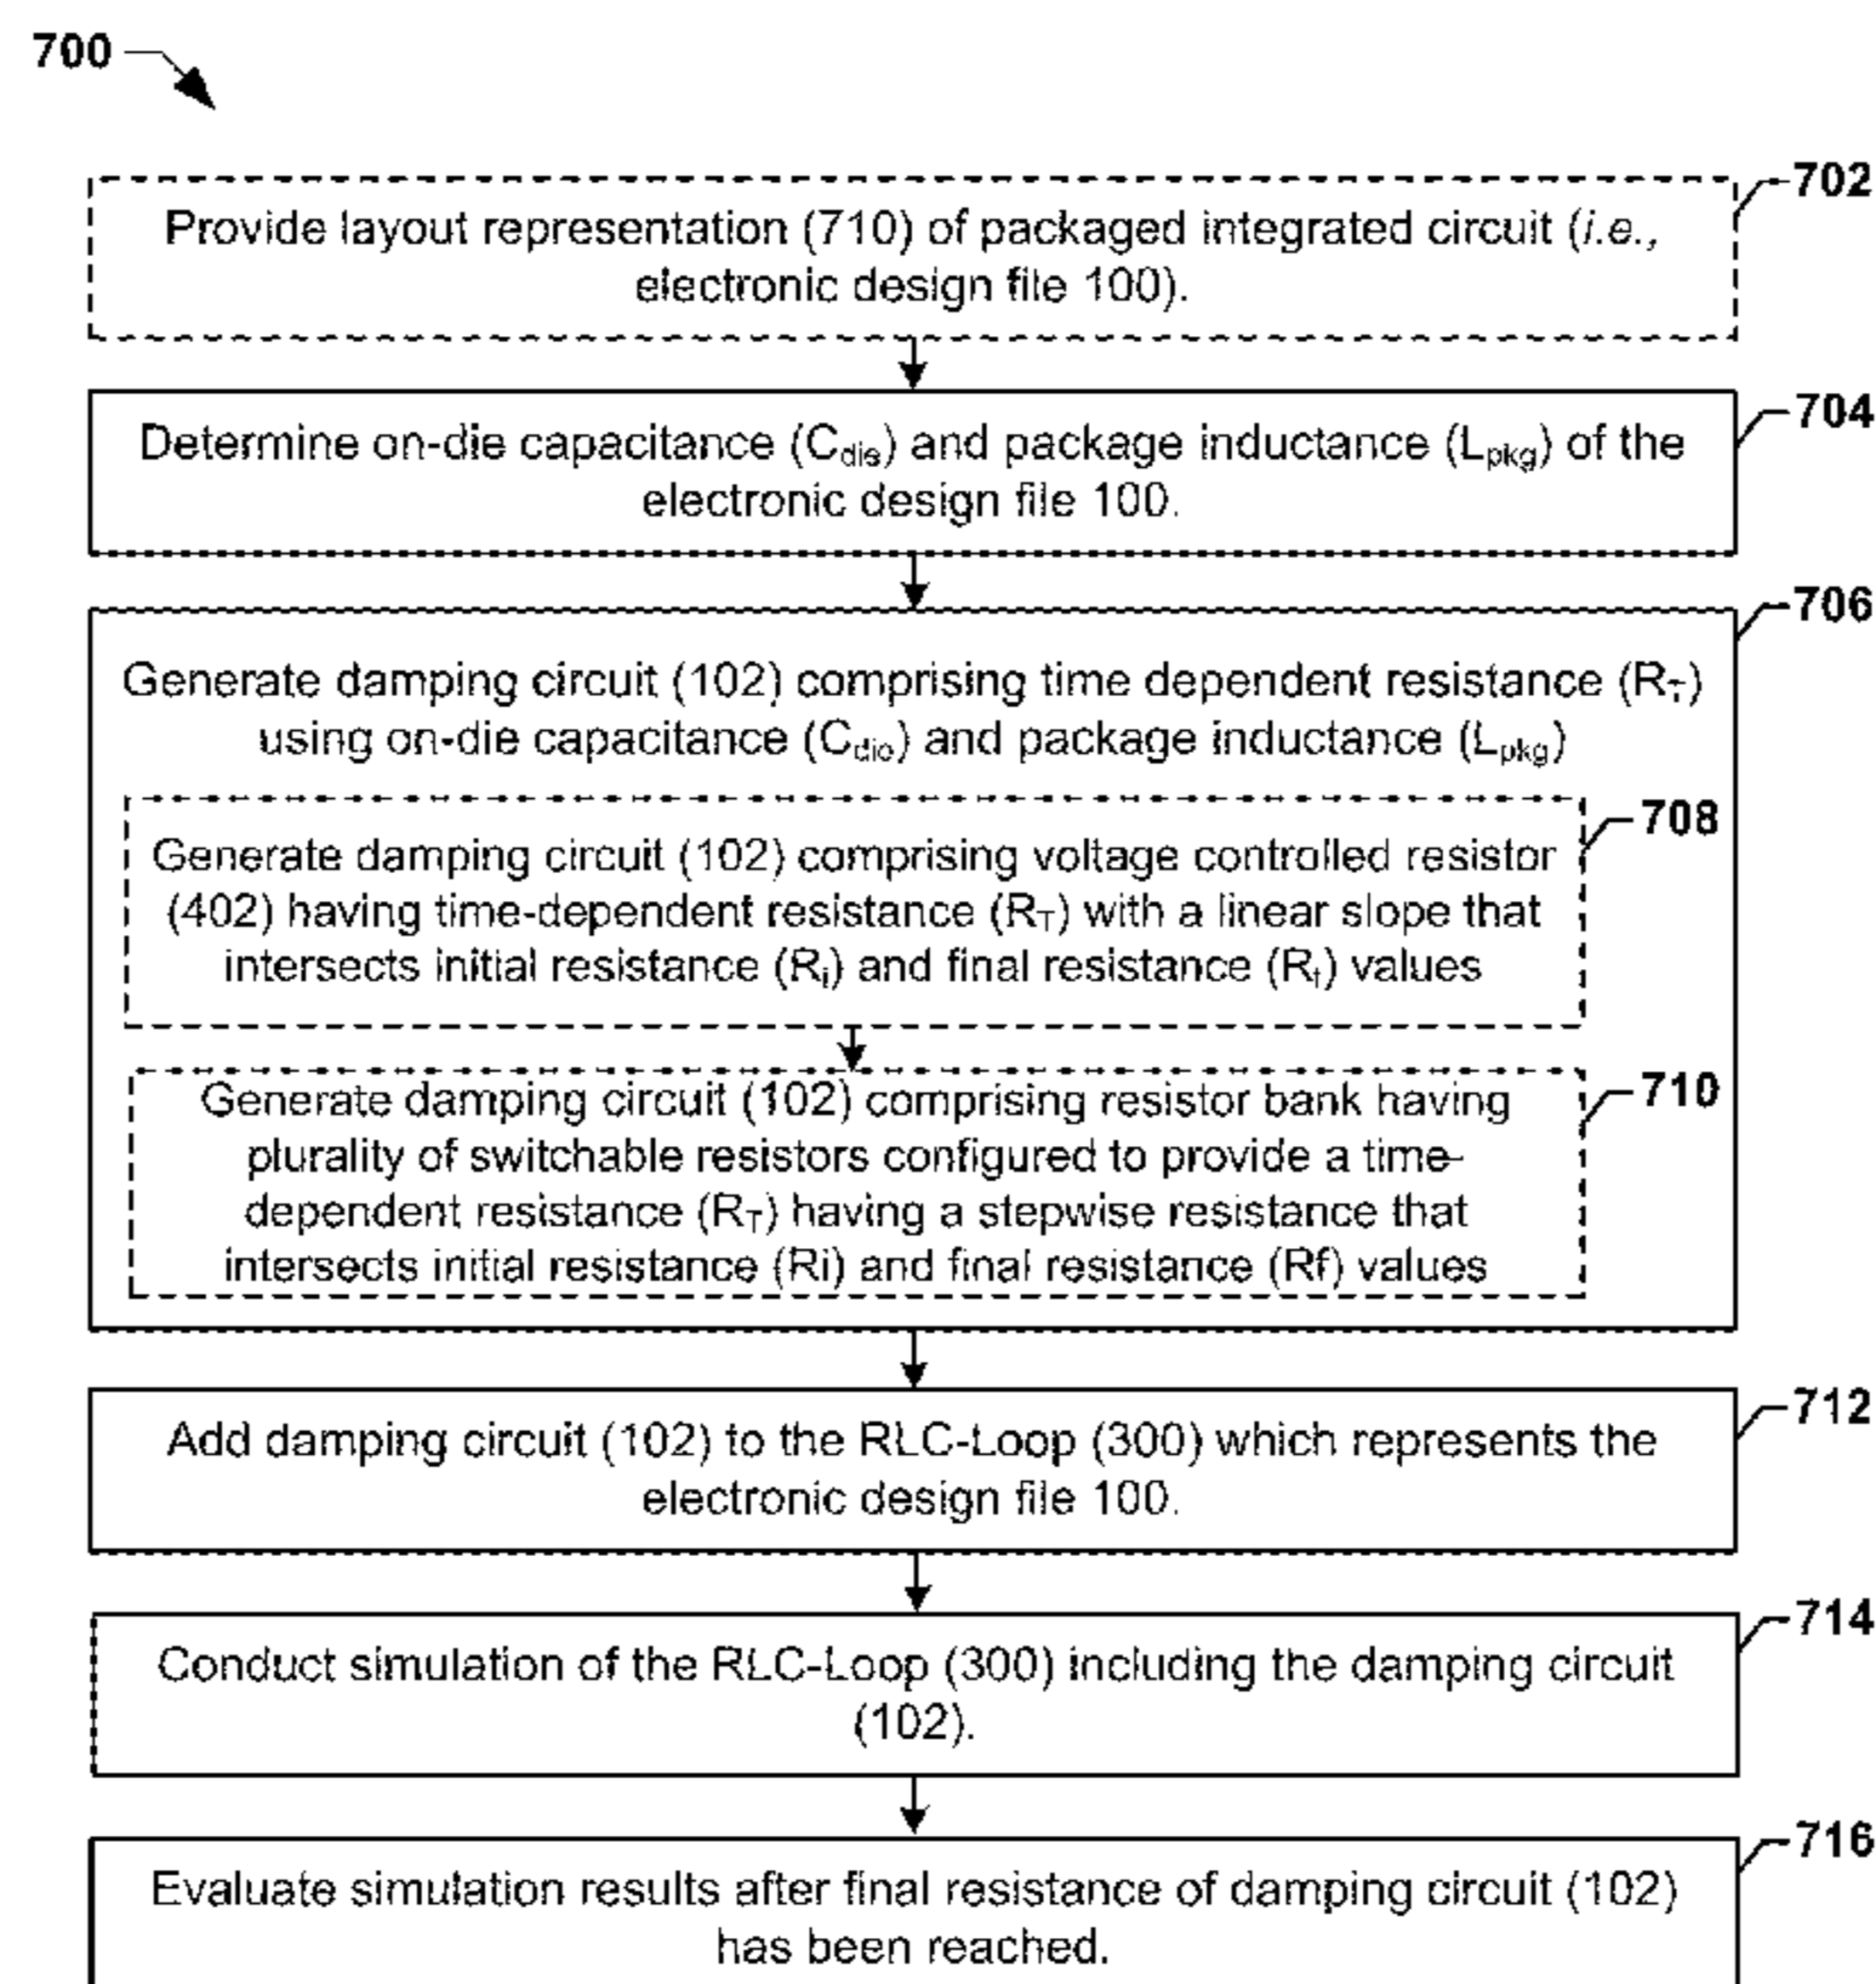 700
702
Provide layout representation (710) of packaged integrated circuit (i.e.,
electronic design file 100).
704
Determine on-die capacitance (Cdie) and package inductance (Lpkg) of the
electronic design file 100.
706
Generate damping circuit (102) comprising time dependent resistance (RT)
using on-die capacitance (Cdie) and package inductance (Lpkg)
708
Generate damping circuit (102) comprising voltage controlled resistor
(402) having time-dependent resistance (RT) with a linear slope that
intersects initial resistance (Ri) and final resistance (Rf) values
710
Generate damping circuit (102) comprising resistor bank having
plurality of switchable resistors configured to provide a time-
dependent resistance (RT) having a stepwise resistance that
intersects initial resistance (Ri) and final resistance (Rf) values
712
Add damping circuit (102) to the RLC-Loop (300) which represents the
electronic design file 100.
714
Conduct simulation of the RLC-Loop (300) including the damping circuit
(102).
716
Evaluate simulation results after final resistance of damping circuit (102)
has been reached.